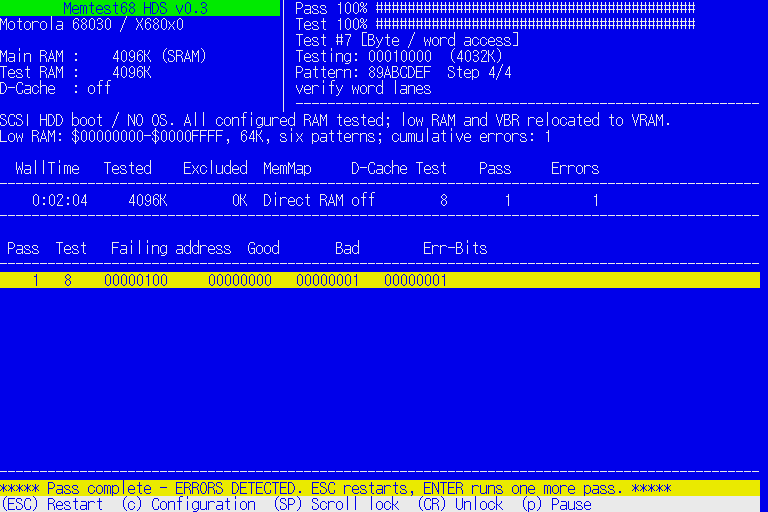 Memtest68 HDS v0.3
Motorola 68030 / X680x0
Main RAM :    4096K (SRAM)
Test RAM :    4096K
D-Cache  : off
Pass 100% ########################################
Test 100% ########################################
Test #7 [Byte / word access]
Testing: 00010000  (4032K)
Pattern: 89ABCDEF  Step 4/4
verify word lanes
SCSI HDD boot / NO OS. All configured RAM tested; low RAM and VBR relocated to VRAM.
Low RAM: $00000000-$0000FFFF, 64K, six patterns; cumulative errors: 1
WallTime   Tested    Excluded  MemMap     D-Cache Test    Pass     Errors
0:02:04     4096K        0K  Direct RAM off        8       1          1
Pass  Test   Failing address  Good       Bad        Err-Bits
1   8    00000100     00000000   00000001   00000001
***** Pass complete - ERRORS DETECTED. ESC restarts, ENTER runs one more pass. *****
(ESC) Restart  (c) Configuration  (SP) Scroll lock  (CR) Unlock  (p) Pause